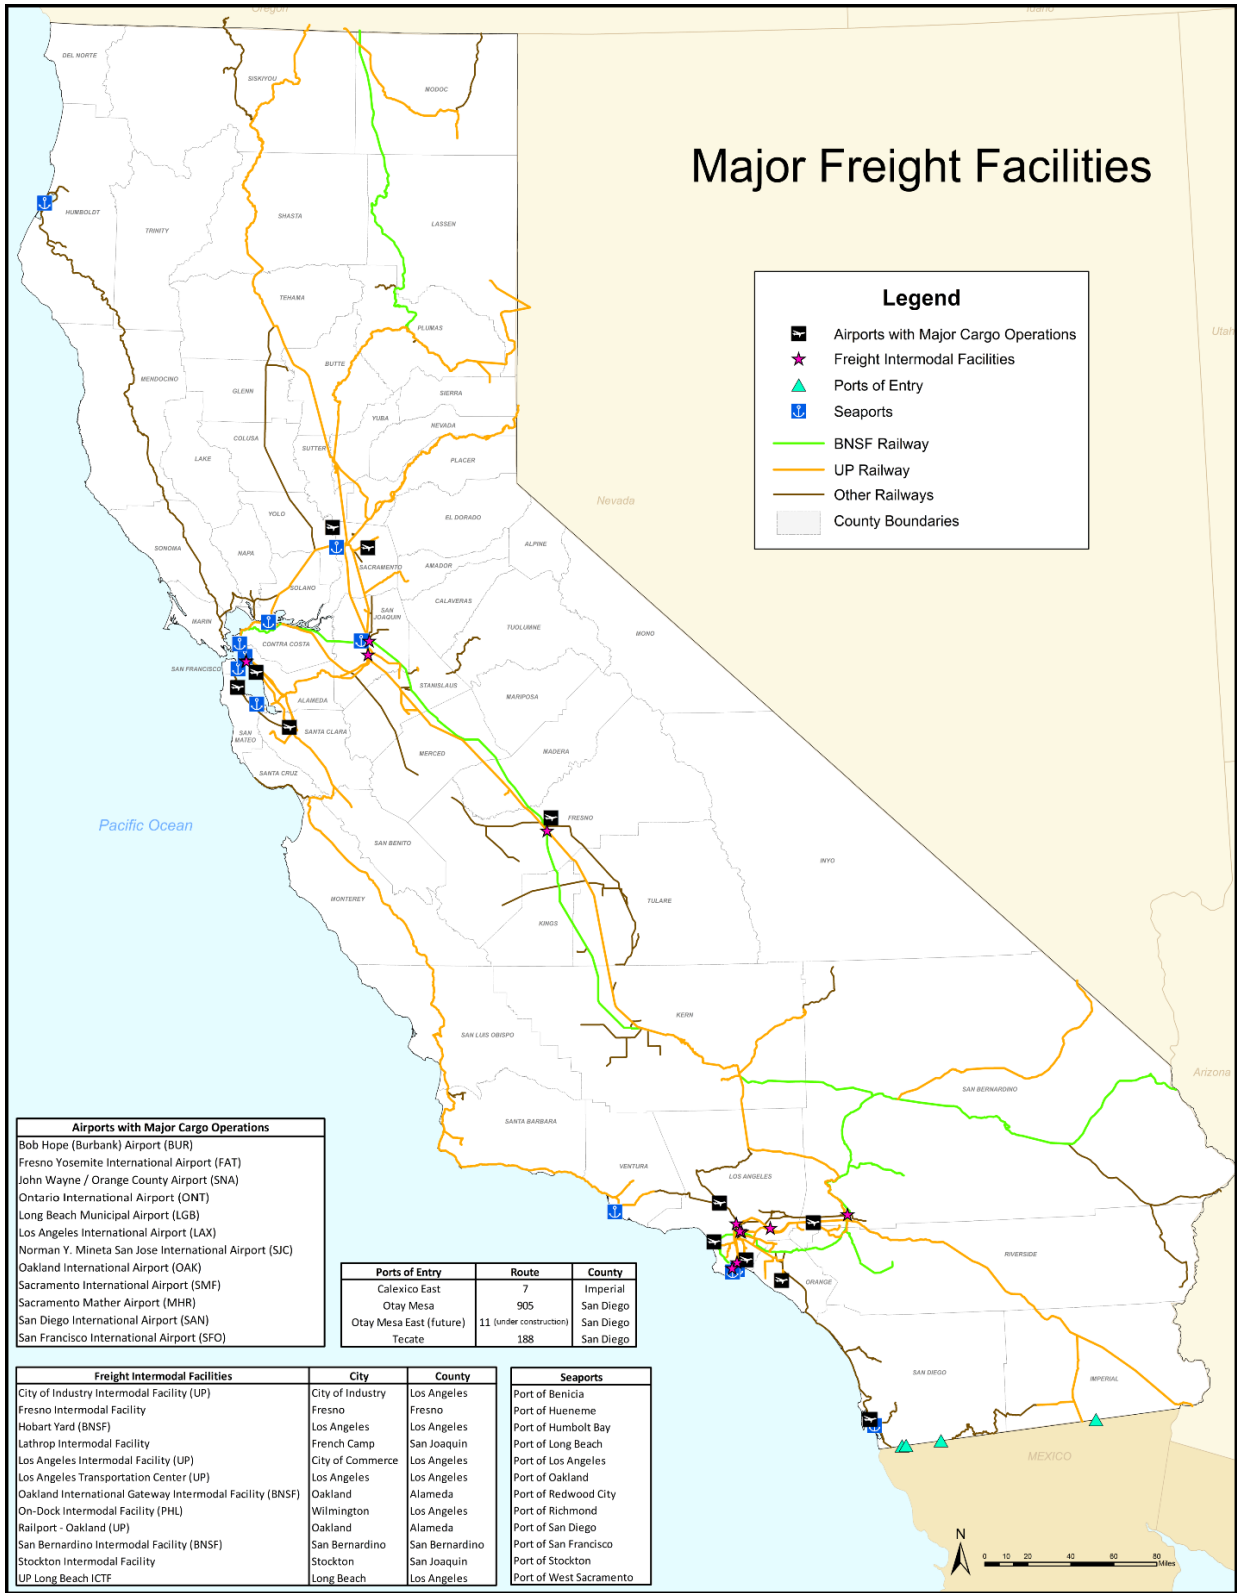 Oregon
Idaho
DEL NORTE
SISKIYOU
MODOC
Major Freight Facilities
HUMBOLDT
TRINITY
SHASTA
LASSEN
Legend
Airports with Major Cargo Operations
Freight Intermodal Facilities
Ports of Entry
Seaports
BNSF Railway
UP Railway
Other Railways
County Boundaries
Utah
TEHAMA
PLUMAS
MENDOCINO
GLENN
BUTTE
SIERRA
YUBA
NEVADA
COLUSA
SUTTER
LAKE
PLACER
Nevada
YOLO
EL DORADO
SONOMA
NAPA
ALPINE
SACRAMENTO
AMADOR
SOLANO
CALAVERAS
MARIN
SAN
JOAQUIN
TUOLUMNE
MONO
CONTRA COSTA
SAN FRANCISCO
STANISLAUS
ALAMEDA
MARIPOSA
SAN
MATEO
SANTA CLARA
MERCED
MADERA
SANTA CRUZ
Pacific Ocean
FRESNO
SAN BENITO
INYO
MONTEREY
TULARE
KINGS
KERN
SAN LUIS OBISPO
Arizona
SAN BERNARDINO
SANTA BARBARA
VENTURA
LOS ANGELES
RIVERSIDE
ORANGE
SAN DIEGO
IMPERIAL
MEXICO
Airports with Major Cargo Operations
Bob Hope (Burbank) Airport (BUR)
Fresno Yosemite International Airport (FAT)
John Wayne / Orange County Airport (SNA)
Ontario International Airport (ONT)
Long Beach Municipal Airport (LGB)
Los Angeles International Airport (LAX)
Norman Y. Mineta San Jose International Airport (SJC)
Oakland International Airport (OAK)
Sacramento International Airport (SMF)
Sacramento Mather Airport (MHR)
San Diego International Airport (SAN)
San Francisco International Airport (SFO)
Ports of Entry Route County
Calexico East 7 Imperial
Otay Mesa 905 San Diego
Otay Mesa East (future) 11 (under construction) San Diego
Tecate 188 San Diego
Freight Intermodal Facilities City County
City of Industry Intermodal Facility (UP) City of Industry Los Angeles
Fresno Intermodal Facility Fresno Fresno
Hobart Yard (BNSF) Los Angeles Los Angeles
Lathrop Intermodal Facility French Camp San Joaquin
Los Angeles Intermodal Facility (UP) City of Commerce Los Angeles
Los Angeles Transportation Center (UP) Los Angeles Los Angeles
Oakland International Gateway Intermodal Facility (BNSF) Oakland Alameda
On-Dock Intermodal Facility (PHL) Wilmington Los Angeles
Railport - Oakland (UP) Oakland Alameda
San Bernardino Intermodal Facility (BNSF) San Bernardino San Bernardino
Stockton Intermodal Facility Stockton San Joaquin
UP Long Beach ICTF Long Beach Los Angeles
Seaports
Port of Benicia
Port of Hueneme
Port of Humbolt Bay
Port of Long Beach
Port of Los Angeles
Port of Oakland
Port of Redwood City
Port of Richmond
Port of San Diego
Port of San Francisco
Port of Stockton
Port of West Sacramento
N
0 10 20 40 60 80
Miles